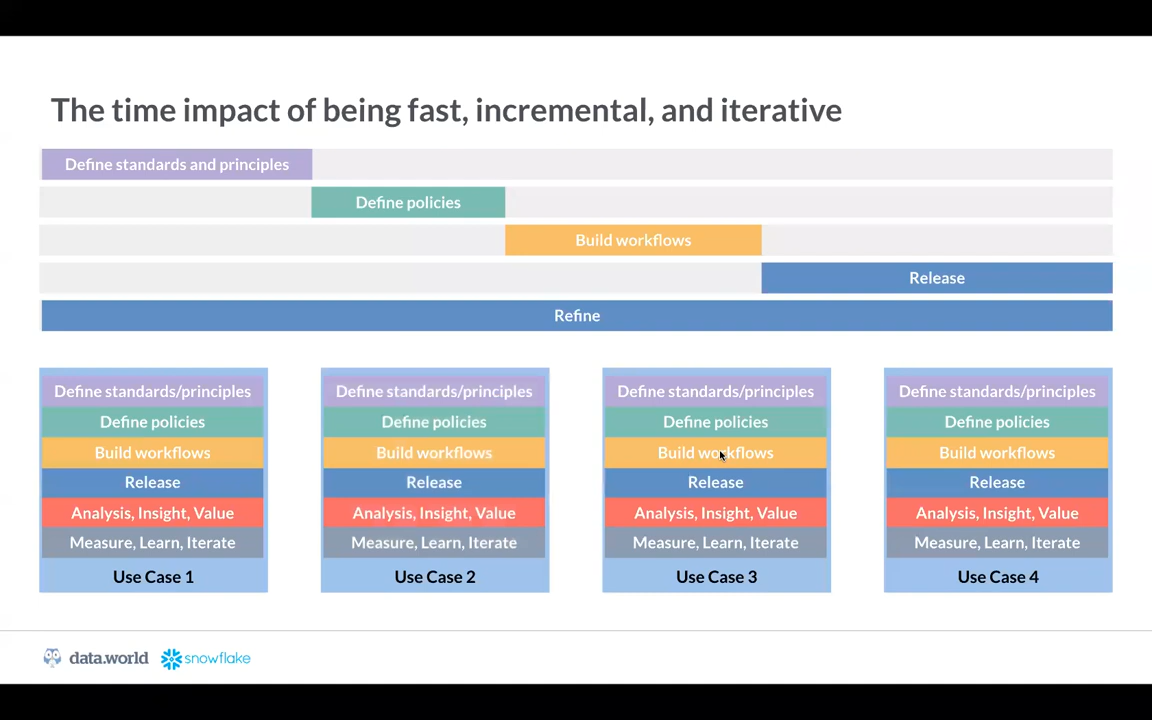 The time impact of being fast, incremental, and iterative
Define standards and principles
Define policies
Build workflows
Release
Refine
Define standards/principles
Define policies
Build workflows
Release
Analysis, Insight, Value
Measure, Learn, Iterate
Use Case 1
Define standards/principles
Define policies
Build workflows
Release
Analysis, Insight, Value
Measure, Learn, Iterate
Use Case 2
Define standards/principles
Define policies
Build workflows
Release
Analysis, Insight, Value
Measure, Learn, Iterate
Use Case 3
Define standards/principles
Define policies
Build workflows
Release
Analysis, Insight, Value
Measure, Learn, Iterate
Use Case 4
data.world snowflake